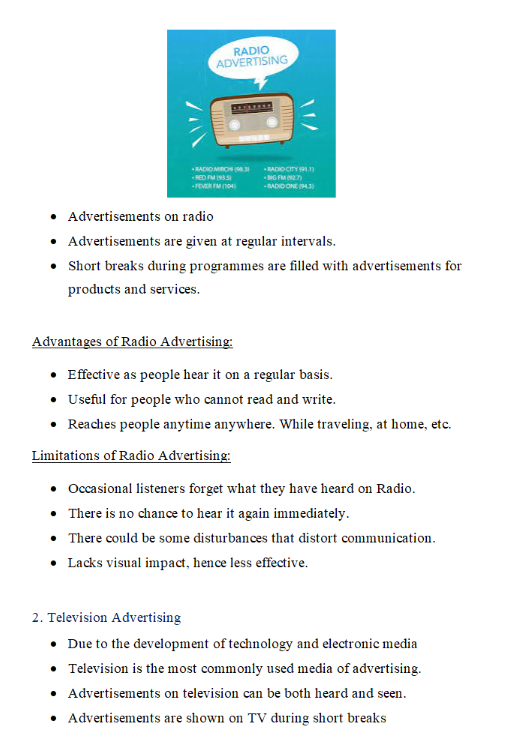 RADIO
ADVERTISING
• RADIO MIRCHI (98.3)
• RADIO CITY (91.1)
• RED FM (93.5)
• BIG FM (92.7)
• FEVER FM (104)
• RADIO ONE (94.3)
• Advertisements on radio
• Advertisements are given at regular intervals.
• Short breaks during programmes are filled with advertisements for
products and services.
Advantages of Radio Advertising:
• Effective as people hear it on a regular basis.
• Useful for people who cannot read and write.
• Reaches people anytime anywhere. While traveling, at home, etc.
Limitations of Radio Advertising:
• Occasional listeners forget what they have heard on Radio.
• There is no chance to hear it again immediately.
• There could be some disturbances that distort communication.
• Lacks visual impact, hence less effective.
2. Television Advertising
• Due to the development of technology and electronic media
• Television is the most commonly used media of advertising.
• Advertisements on television can be both heard and seen.
• Advertisements are shown on TV during short breaks